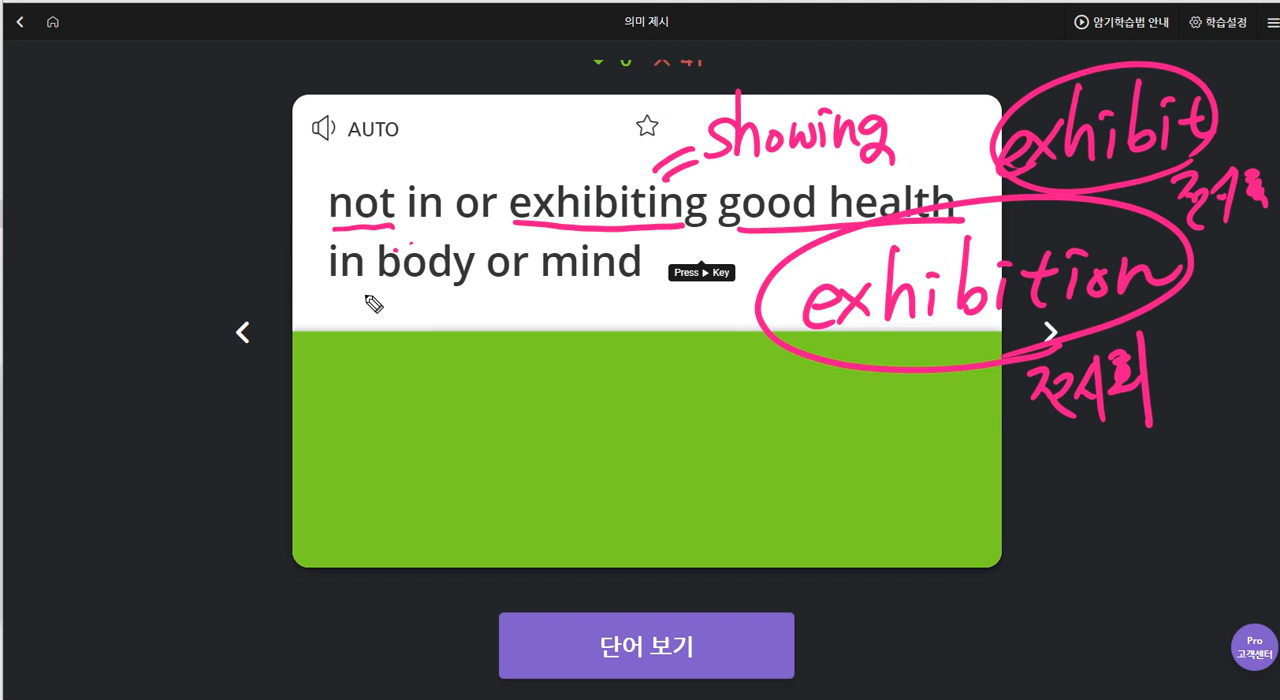 의미 제시
암기학습법 안내
학습설정
AUTO
showing
exhibit
not in or exhibiting good health
in body or mind
Press ▶ Key
exhibition
전시회
단어 보기
Pro
고객센터